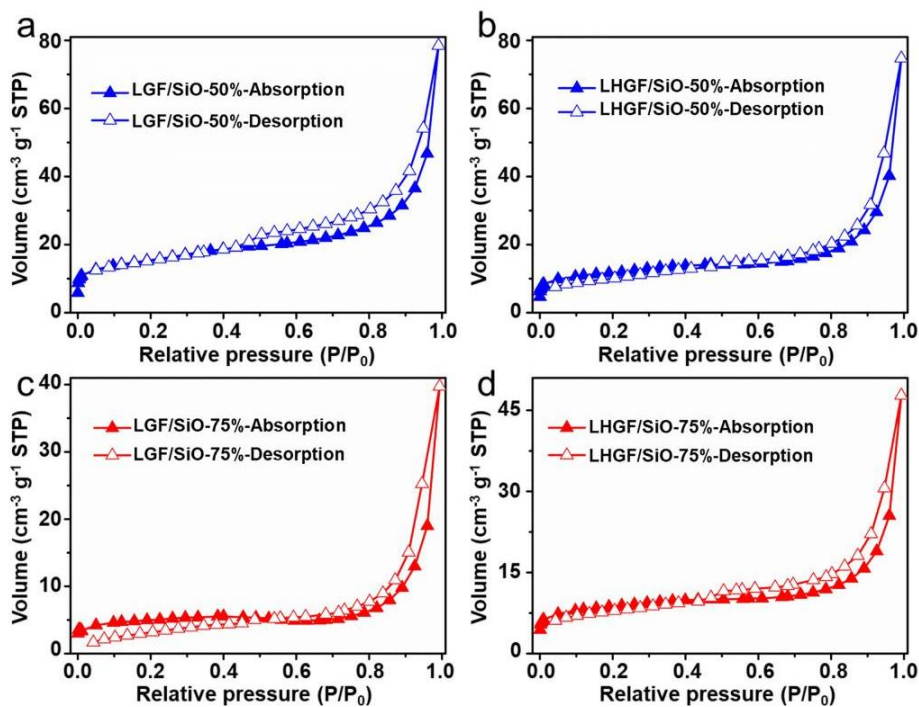 a
80
60
40
20
0
Volume (cm-3 g-1 STP)
LGF/SiO-50%-Absorption
LGF/SiO-50%-Desorption
0.0 0.2 0.4 0.6 0.8 1.0
Relative pressure (P/P0)
b
80
60
40
20
0
Volume (cm-3 g-1 STP)
LHGF/SiO-50%-Absorption
LHGF/SiO-50%-Desorption
0.0 0.2 0.4 0.6 0.8 1.0
Relative pressure (P/P0)
c
40
30
20
10
0
Volume (cm-3 g-1 STP)
LGF/SiO-75%-Absorption
LGF/SiO-75%-Desorption
0.0 0.2 0.4 0.6 0.8 1.0
Relative pressure (P/P0)
d
45
30
15
0
Volume (cm-3 g-1 STP)
LHGF/SiO-75%-Absorption
LHGF/SiO-75%-Desorption
0.0 0.2 0.4 0.6 0.8 1.0
Relative pressure (P/P0)